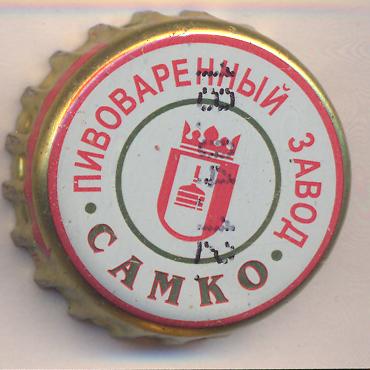 ПИВОВАРЕННЫЙ ЗАВОД
САМКО